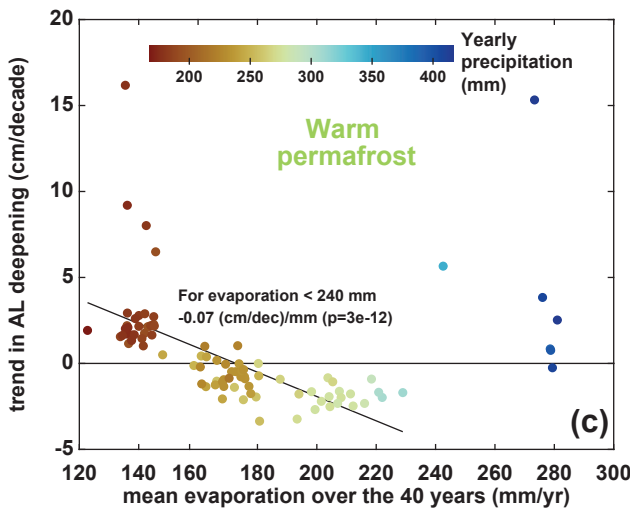 20
15
10
5
0
-5
trend in AL deepening (cm/decade)
200 250 300 350 400
Yearly
precipitation
(mm)
Warm
permafrost
For evaporation < 240 mm
-0.07 (cm/dec)/mm (p=3e-12)
(c)
120 140 160 180 200 220 240 260 280 300
mean evaporation over the 40 years (mm/yr)